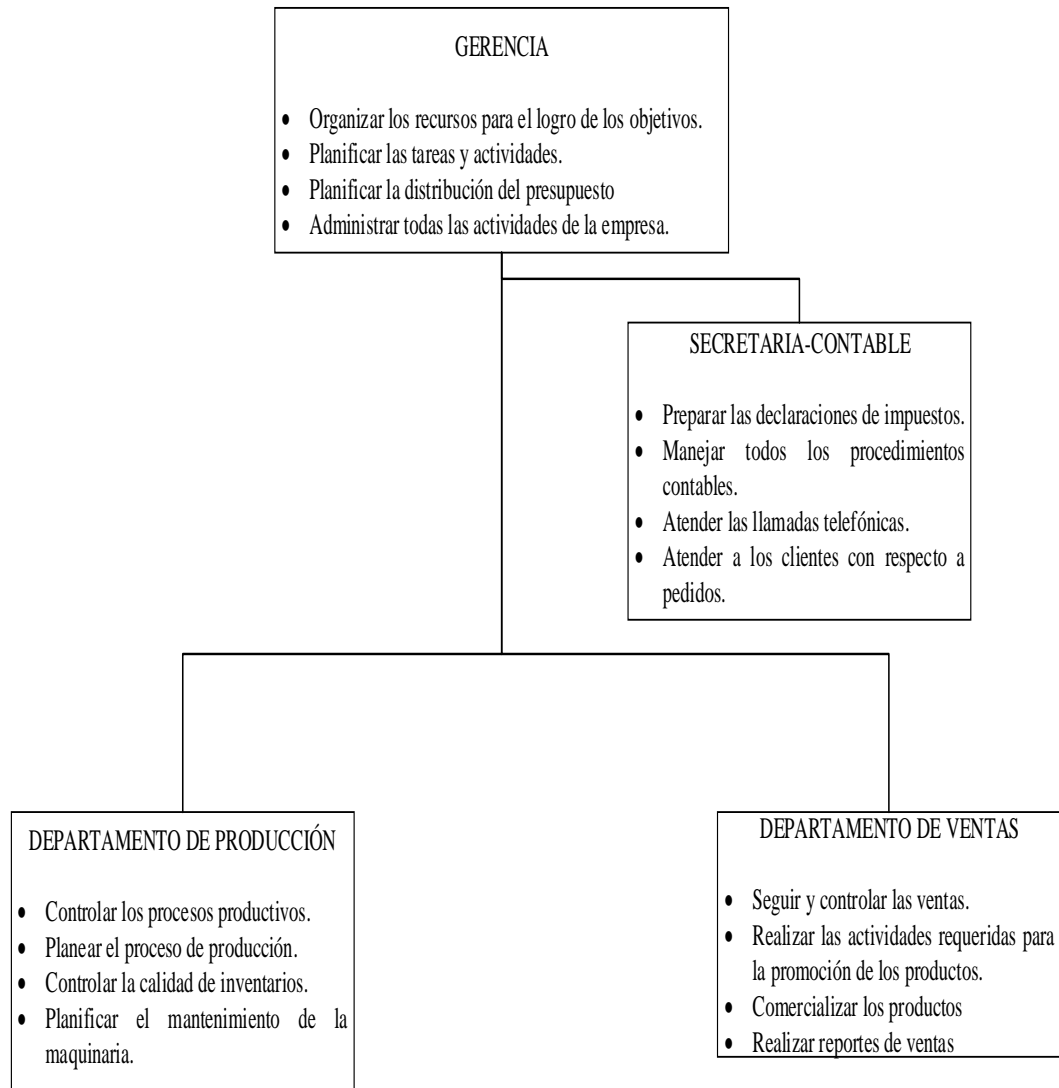 GERENCIA
• Organizar los recursos para el logro de los objetivos.
• Planificar las tareas y actividades.
• Planificar la distribución del presupuesto
• Administrar todas las actividades de la empresa.
SECRETARIA-CONTABLE
• Preparar las declaraciones de impuestos.
• Manejar todos los procedimientos
contables.
• Atender las llamadas telefónicas.
• Atender a los clientes con respecto a
pedidos.
DEPARTAMENTO DE PRODUCCIÓN
• Controlar los procesos productivos.
• Planear el proceso de producción.
• Controlar la calidad de inventarios.
• Planificar el mantenimiento de la
maquinaria.
DEPARTAMENTO DE VENTAS
• Seguir y controlar las ventas.
• Realizar las actividades requeridas para
la promoción de los productos.
• Comercializar los productos
• Realizar reportes de ventas